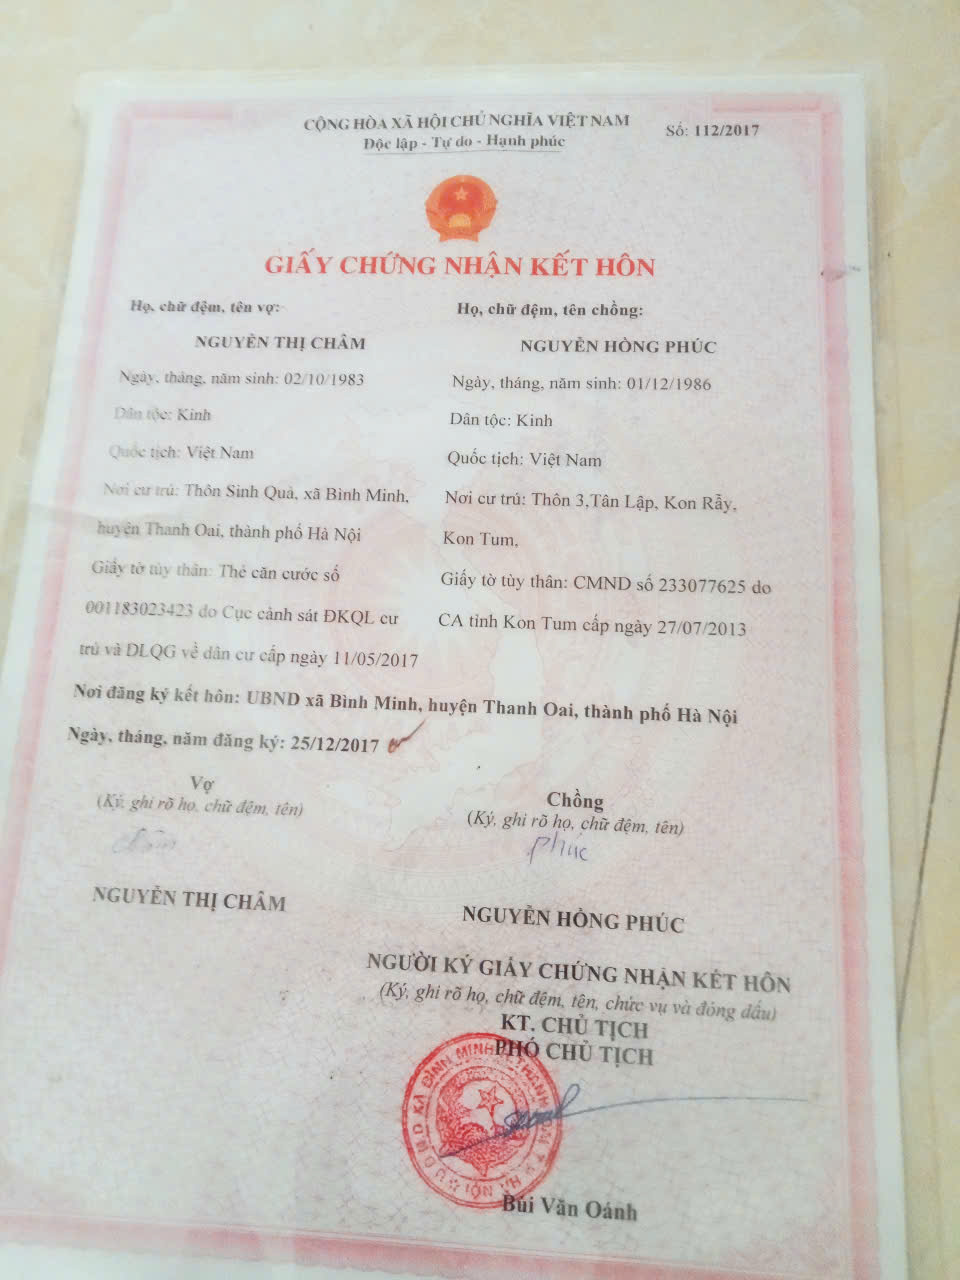 CỘNG HÒA XÃ HỘI CHỦ NGHĨA VIỆT NAM
Độc lập - Tự do - Hạnh phúc
Số: 112/2017
GIẤY CHỨNG NHẬN KẾT HÔN
Họ, chữ đệm, tên vợ:
NGUYỄN THỊ CHÂM
Ngày, tháng, năm sinh: 02/10/1983
Dân tộc: Kinh
Quốc tịch: Việt Nam
Nơi cư trú: Thôn Sinh Quả, xã Bình Minh,
huyện Thanh Oai, thành phố Hà Nội
Giấy tờ tùy thân: Thẻ căn cước số
001183023423 do Cục cảnh sát ĐKQL cư
trú và DLQG về dân cư cấp ngày 11/05/2017
Họ, chữ đệm, tên chồng:
NGUYỄN HỒNG PHÚC
Ngày, tháng, năm sinh: 01/12/1986
Dân tộc: Kinh
Quốc tịch: Việt Nam
Nơi cư trú: Thôn 3,Tân Lập, Kon Rẫy,
Kon Tum,
Giấy tờ tùy thân: CMND số 233077625 do
CA tỉnh Kon Tum cấp ngày 27/07/2013
Nơi đăng ký kết hôn: UBND xã Bình Minh, huyện Thanh Oai, thành phố Hà Nội
Ngày, tháng, năm đăng ký: 25/12/2017
Vợ
(Ký, ghi rõ họ, chữ đệm, tên)
NGUYỄN THỊ CHÂM
Chồng
(Ký, ghi rõ họ, chữ đệm, tên)
Phúc
NGUYỄN HỒNG PHÚC
NGƯỜI KÝ GIẤY CHỨNG NHẬN KẾT HÔN
(Ký, ghi rõ họ, chữ đệm, tên, chức vụ và đóng dấu)
KT. CHỦ TỊCH
PHÓ CHỦ TỊCH
U.B.N.D XÃ BÌNH MINH
Bùi Văn Oánh